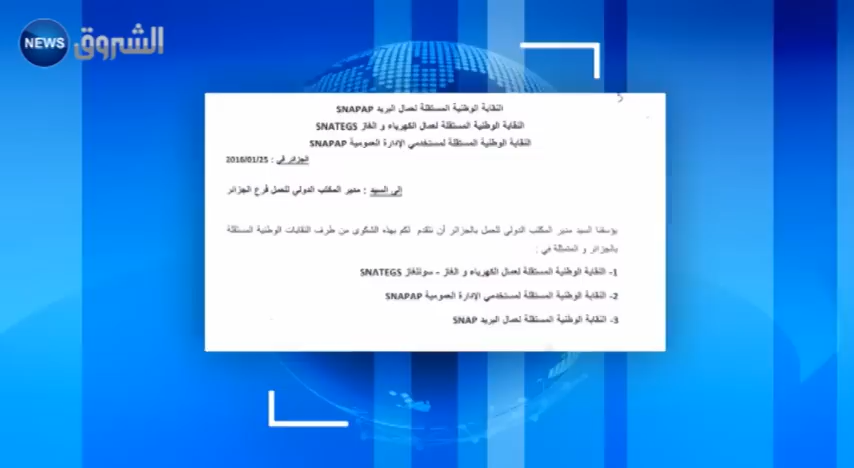 NEWS الشروق
النقابة الوطنية المستقلة لعمال البريد SNAPAP
النقابة الوطنية المستقلة لعمال الكهرباء و الغاز SNATEGS
النقابة الوطنية المستقلة لمستخدمي الإدارة العمومية SNAPAP
الجزائر في : 2016/01/25
إلى السيد : مدير المكتب الدولي للعمل فرع الجزائر
يؤسفنا السيد مدير المكتب الدولي للعمل بالجزائر أن نتقدم لكم بهذه الشكوى من طرف النقابات الوطنية المستقلة
بالجزائر و المتمثلة في :
1- النقابة الوطنية المستقلة لعمال الكهرباء و الغاز – سونلغاز SNATEGS
2- النقابة الوطنية المستقلة لمستخدمي الإدارة العمومية SNAPAP
3- النقابة الوطنية المستقلة لعمال البريد SNAP